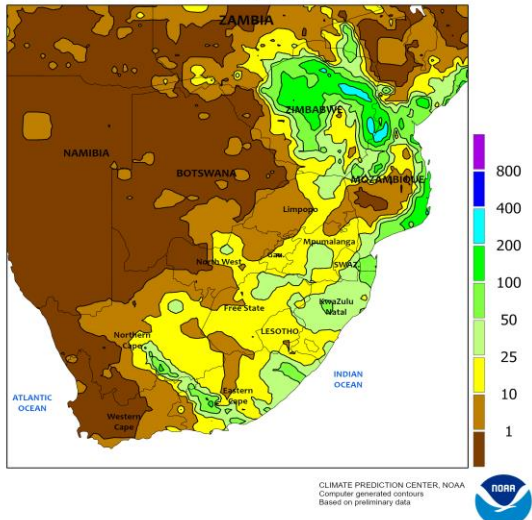 ZAMBIA
ZIMBABWE
NAMIBIA
BOTSWANA
MOZAMBIQUE
Limpopo
Mpumalanga
Gau.
SWAZ.
North West
Free State
KwaZulu
Natal
LESOTHO
Northern
Cape
Eastern
Cape
Western
Cape
ATLANTIC
OCEAN
INDIAN
OCEAN
800
400
200
100
50
25
10
1
CLIMATE PREDICTION CENTER, NOAA
Computer generated contours
Based on preliminary data
NOAA